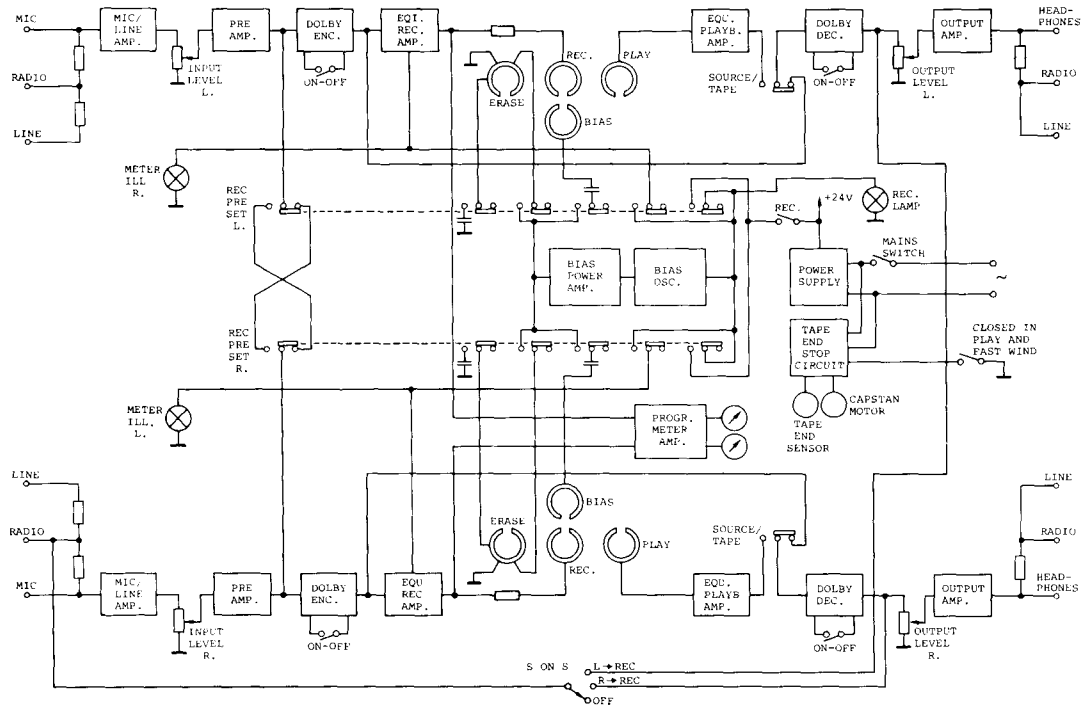 MIC
MIC/
LINE
AMP.
PRE
AMP.
DOLBY
ENC.
EQI.
REC.
AMP.
EQU.
PLAYB.
AMP.
DOLBY
DEC.
OUTPUT
AMP.
HEAD-
PHONES
RADIO
INPUT
LEVEL
L.
ON-OFF
ERASE
REC.
PLAY
SOURCE/
TAPE
ON-OFF
OUTPUT
LEVEL
L.
RADIO
LINE
BIAS
LINE
METER
ILL
R.
REC
PRE
SET
L.
REC.
+24V
REC.
LAMP
BIAS
POWER
AMP.
BIAS
OSC.
POWER
SUPPLY
MAINS
SWITCH
~
REC
PRE
SET
R.
TAPE
END
STOP
CIRCUIT
CLOSED IN
PLAY AND
FAST WIND
METER
ILL.
L.
PROGR.
METER
AMP.
TAPE
END
SENSOR
CAPSTAN
MOTOR
LINE
BIAS
LINE
RADIO
ERASE
REC.
PLAY
SOURCE/
TAPE
RADIO
MIC
MIC/
LINE
AMP.
PRE
AMP.
DOLBY
ENC.
EQU
REC
AMP.
EQU.
PLAYB
AMP.
DOLBY
DEC.
OUTPUT
AMP.
HEAD-
PHONES
INPUT
LEVEL
R.
ON-OFF
ON-OFF
OUTPUT
LEVEL
R.
S ON S
L→REC
R→REC
OFF